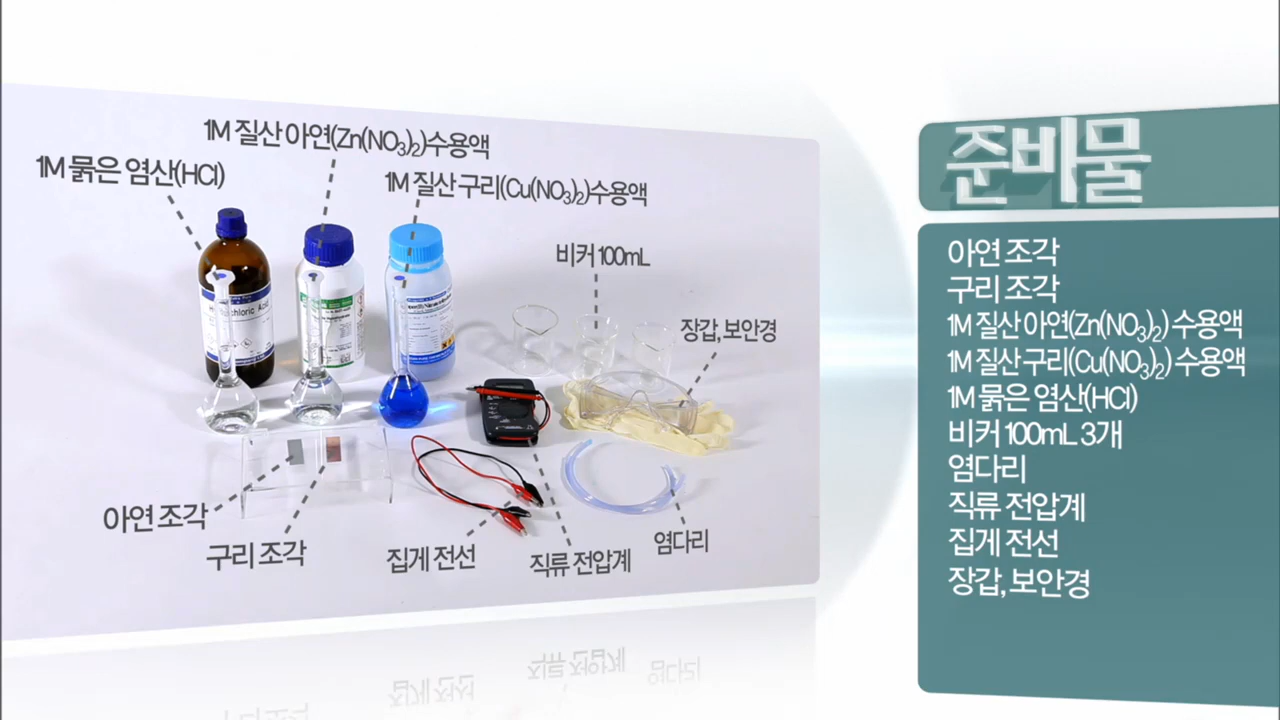 1M 질산 아연(Zn(NO₃)₂)수용액
1M 묽은 염산(HCl)
1M 질산 구리(Cu(NO₃)₂)수용액
비커 100mL
장갑, 보안경
아연 조각
구리 조각
집게 전선
직류 전압계
염다리
준비물
아연 조각
구리 조각
1M 질산 아연(Zn(NO₃)₂) 수용액
1M 질산 구리(Cu(NO₃)₂) 수용액
1M 묽은 염산(HCl)
비커 100mL 3개
염다리
직류 전압계
집게 전선
장갑, 보안경